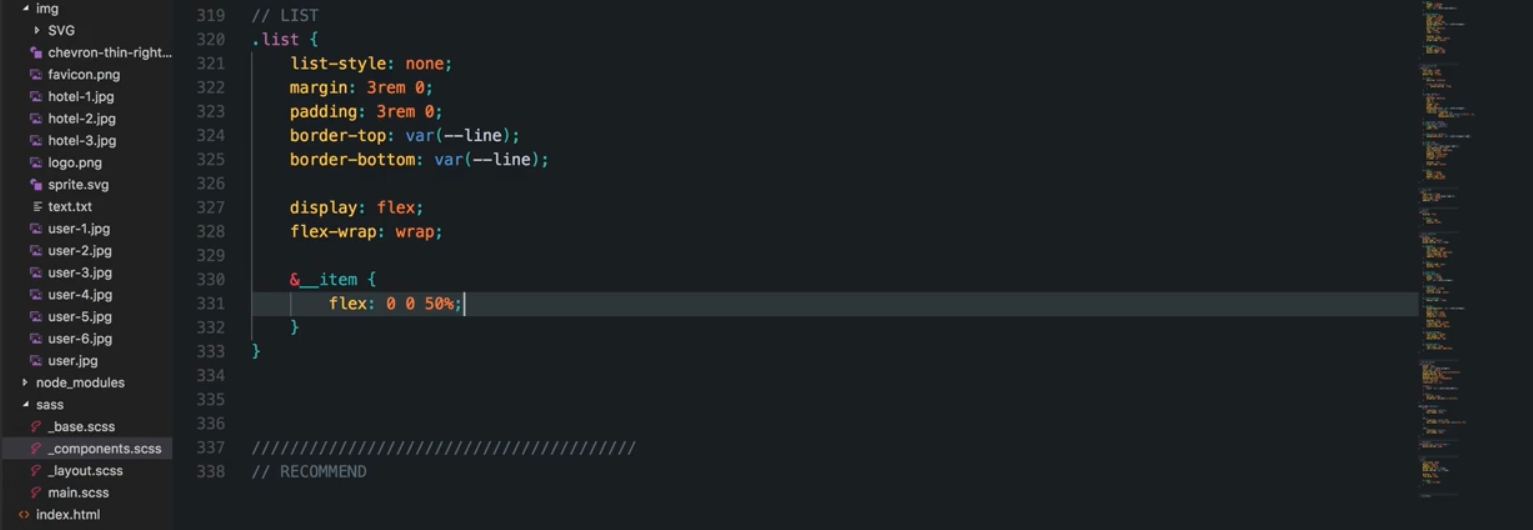 img
SVG
chevron-thin-right...
favicon.png
hotel-1.jpg
hotel-2.jpg
hotel-3.jpg
logo.png
sprite.svg
text.txt
user-1.jpg
user-2.jpg
user-3.jpg
user-4.jpg
user-5.jpg
user-6.jpg
user.jpg
node_modules
sass
_base.scss
_components.scss
_layout.scss
main.scss
index.html
319 // LIST
320 .list {
321 list-style: none;
322 margin: 3rem 0;
323 padding: 3rem 0;
324 border-top: var(--line);
325 border-bottom: var(--line);
326
327 display: flex;
328 flex-wrap: wrap;
329
330 &__item {
331 flex: 0 0 50%;
332 }
333 }
334
335
336
337 ////////////////////////////////////////
338 // RECOMMEND